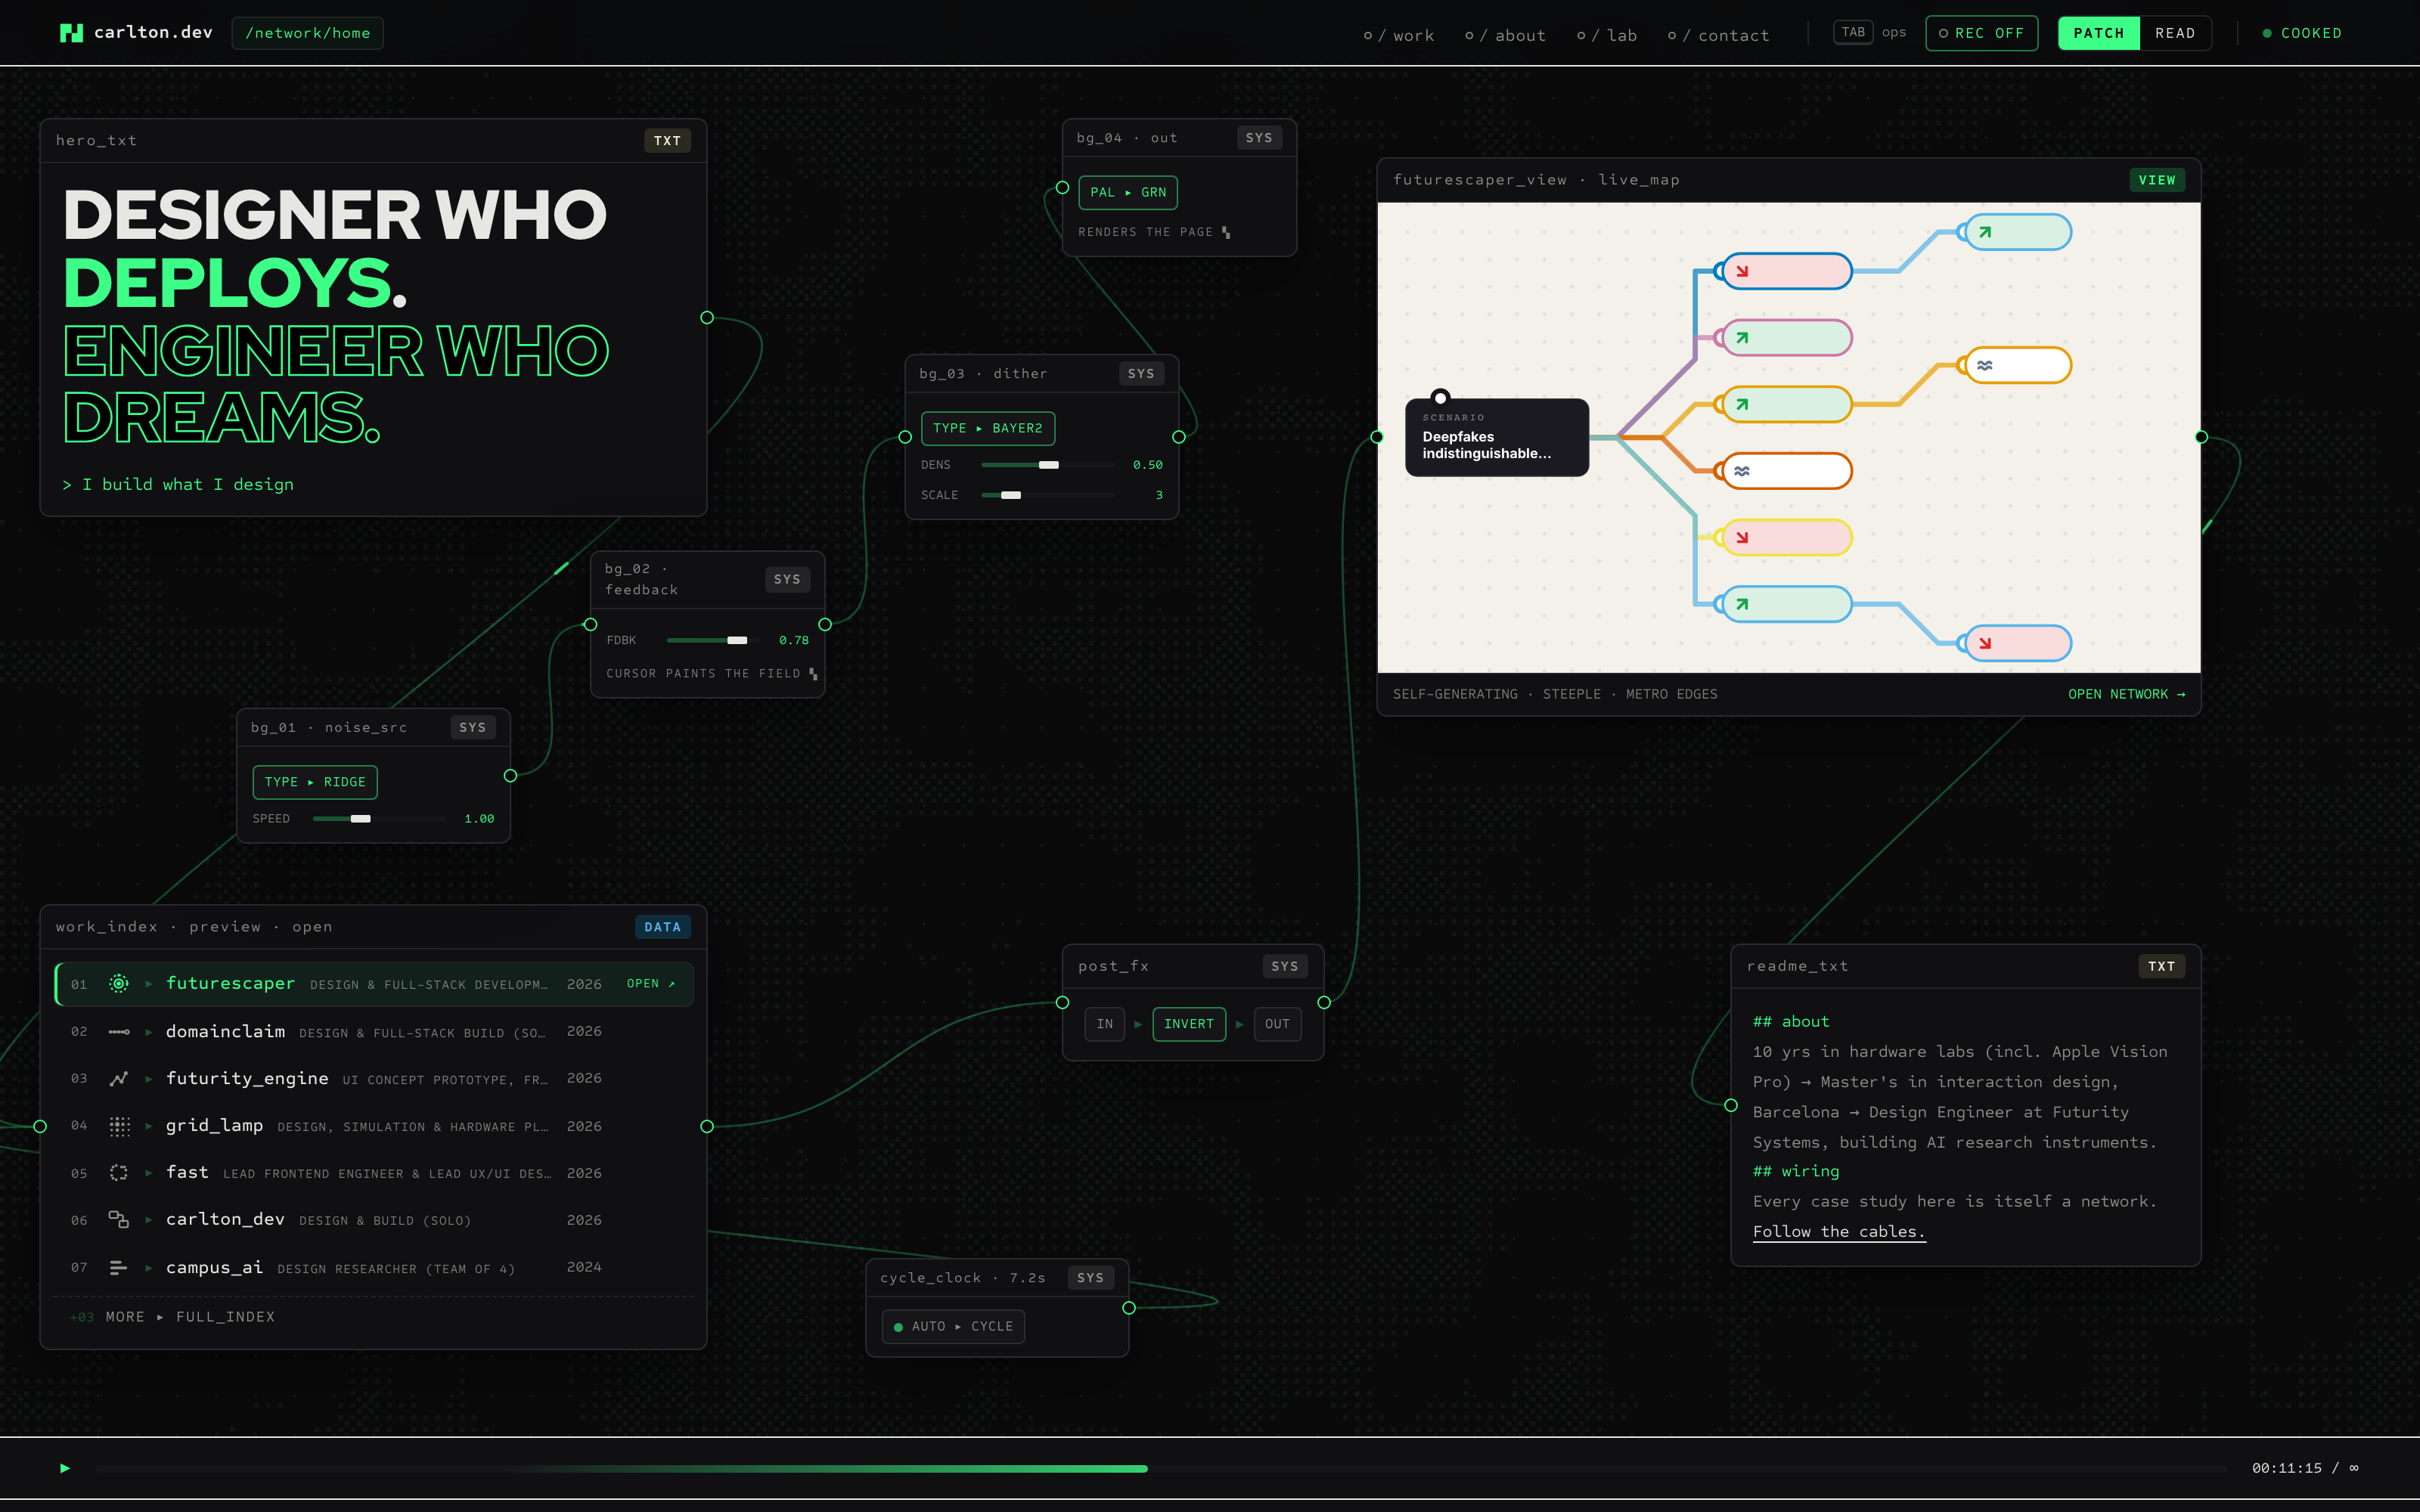 carlton.dev
/network/home
/ work
/ about
/ lab
/ contact
TAB ops
REC OFF
PATCH
READ
COOKED
hero_txt
TXT
DESIGNER WHO
DEPLOYS.
ENGINEER WHO
DREAMS.
> I build what I design
bg_04 · out
SYS
PAL ▸ GRN
RENDERS THE PAGE
bg_03 · dither
SYS
TYPE ▸ BAYER2
DENS 0.50
SCALE 3
bg_02 ·
feedback
SYS
FDBK 0.78
CURSOR PAINTS THE FIELD
bg_01 · noise_src
SYS
TYPE ▸ RIDGE
SPEED 1.00
futurescaper_view · live_map
VIEW
SCENARIO
Deepfakes
indistinguishable...
SELF-GENERATING · STEEPLE · METRO EDGES
OPEN NETWORK →
work_index · preview · open
DATA
01 ▸ futurescaper DESIGN & FULL-STACK DEVELOPM… 2026 OPEN ↗
02 ▸ domainclaim DESIGN & FULL-STACK BUILD (SO… 2026
03 ▸ futurity_engine UI CONCEPT PROTOTYPE, FR… 2026
04 ▸ grid_lamp DESIGN, SIMULATION & HARDWARE PL… 2026
05 ▸ fast LEAD FRONTEND ENGINEER & LEAD UX/UI DES… 2026
06 ▸ carlton_dev DESIGN & BUILD (SOLO) 2026
07 ▸ campus_ai DESIGN RESEARCHER (TEAM OF 4) 2024
+03 MORE ▸ FULL_INDEX
post_fx
SYS
IN ▸ INVERT ▸ OUT
cycle_clock · 7.2s
SYS
AUTO ▸ CYCLE
readme_txt
TXT
## about
10 yrs in hardware labs (incl. Apple Vision
Pro) → Master's in interaction design,
Barcelona → Design Engineer at Futurity
Systems, building AI research instruments.
## wiring
Every case study here is itself a network.
Follow the cables.
00:11:15 / ∞